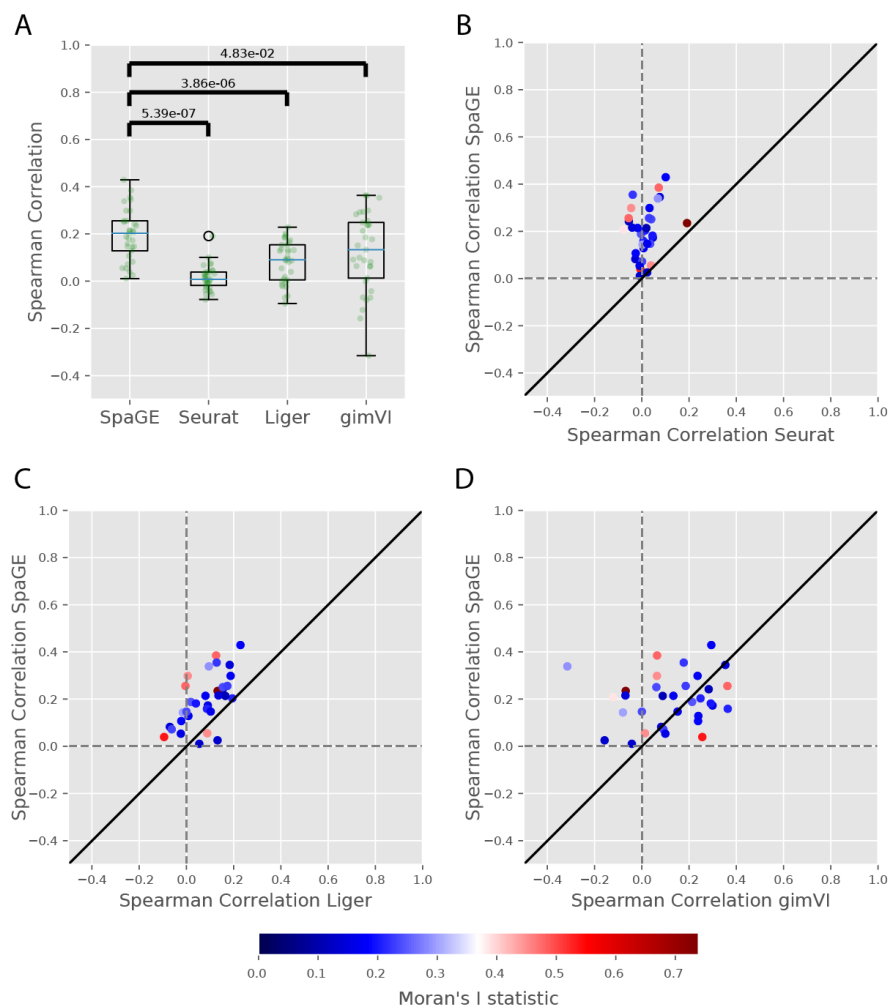 A
1.0
0.8
0.6
0.4
0.2
0.0
−0.2
−0.4
Spearman Correlation
4.83e-02
3.86e-06
5.39e-07
SpaGE Seurat Liger gimVI
B
1.0
0.8
0.6
0.4
0.2
0.0
−0.2
−0.4
Spearman Correlation SpaGE
−0.4 −0.2 0.0 0.2 0.4 0.6 0.8 1.0
Spearman Correlation Seurat
C
1.0
0.8
0.6
0.4
0.2
0.0
−0.2
−0.4
Spearman Correlation SpaGE
−0.4 −0.2 0.0 0.2 0.4 0.6 0.8 1.0
Spearman Correlation Liger
D
1.0
0.8
0.6
0.4
0.2
0.0
−0.2
−0.4
Spearman Correlation SpaGE
−0.4 −0.2 0.0 0.2 0.4 0.6 0.8 1.0
Spearman Correlation gimVI
0.0 0.1 0.2 0.3 0.4 0.5 0.6 0.7
Moran's I statistic